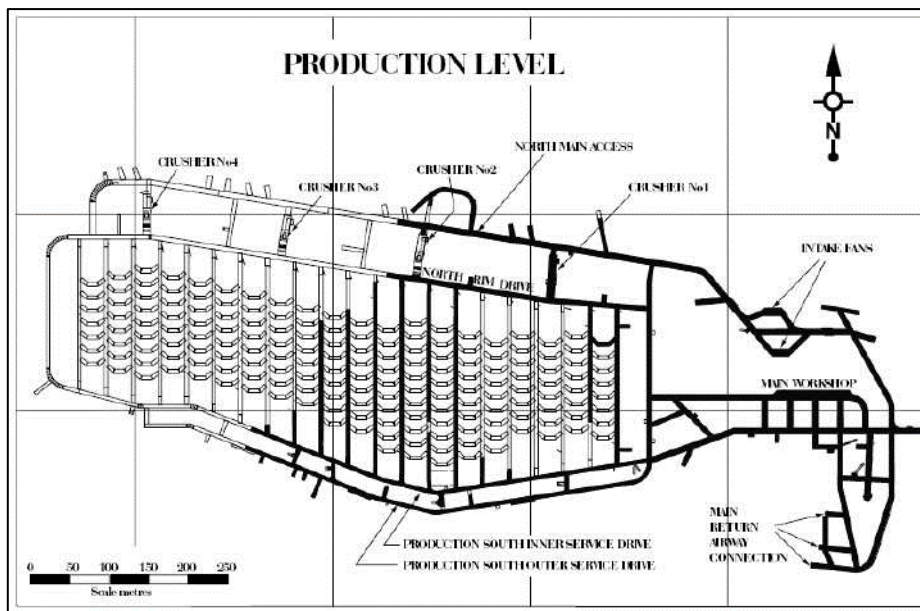 PRODUCTION LEVEL
N
CRUSHER No4
CRUSHER No3
CRUSHER No2
NORTH MAIN ACCESS
CRUSHER No1
INTAKE FANS
NORTH RIM DRIVE
MAIN WORKSHOP
MAIN
RETURN
AIRWAY
CONNECTION
PRODUCTION SOUTH INNER SERVICE DRIVE
PRODUCTION SOUTH OUTER SERVICE DRIVE
0 50 100 150 200 250
Scale metres